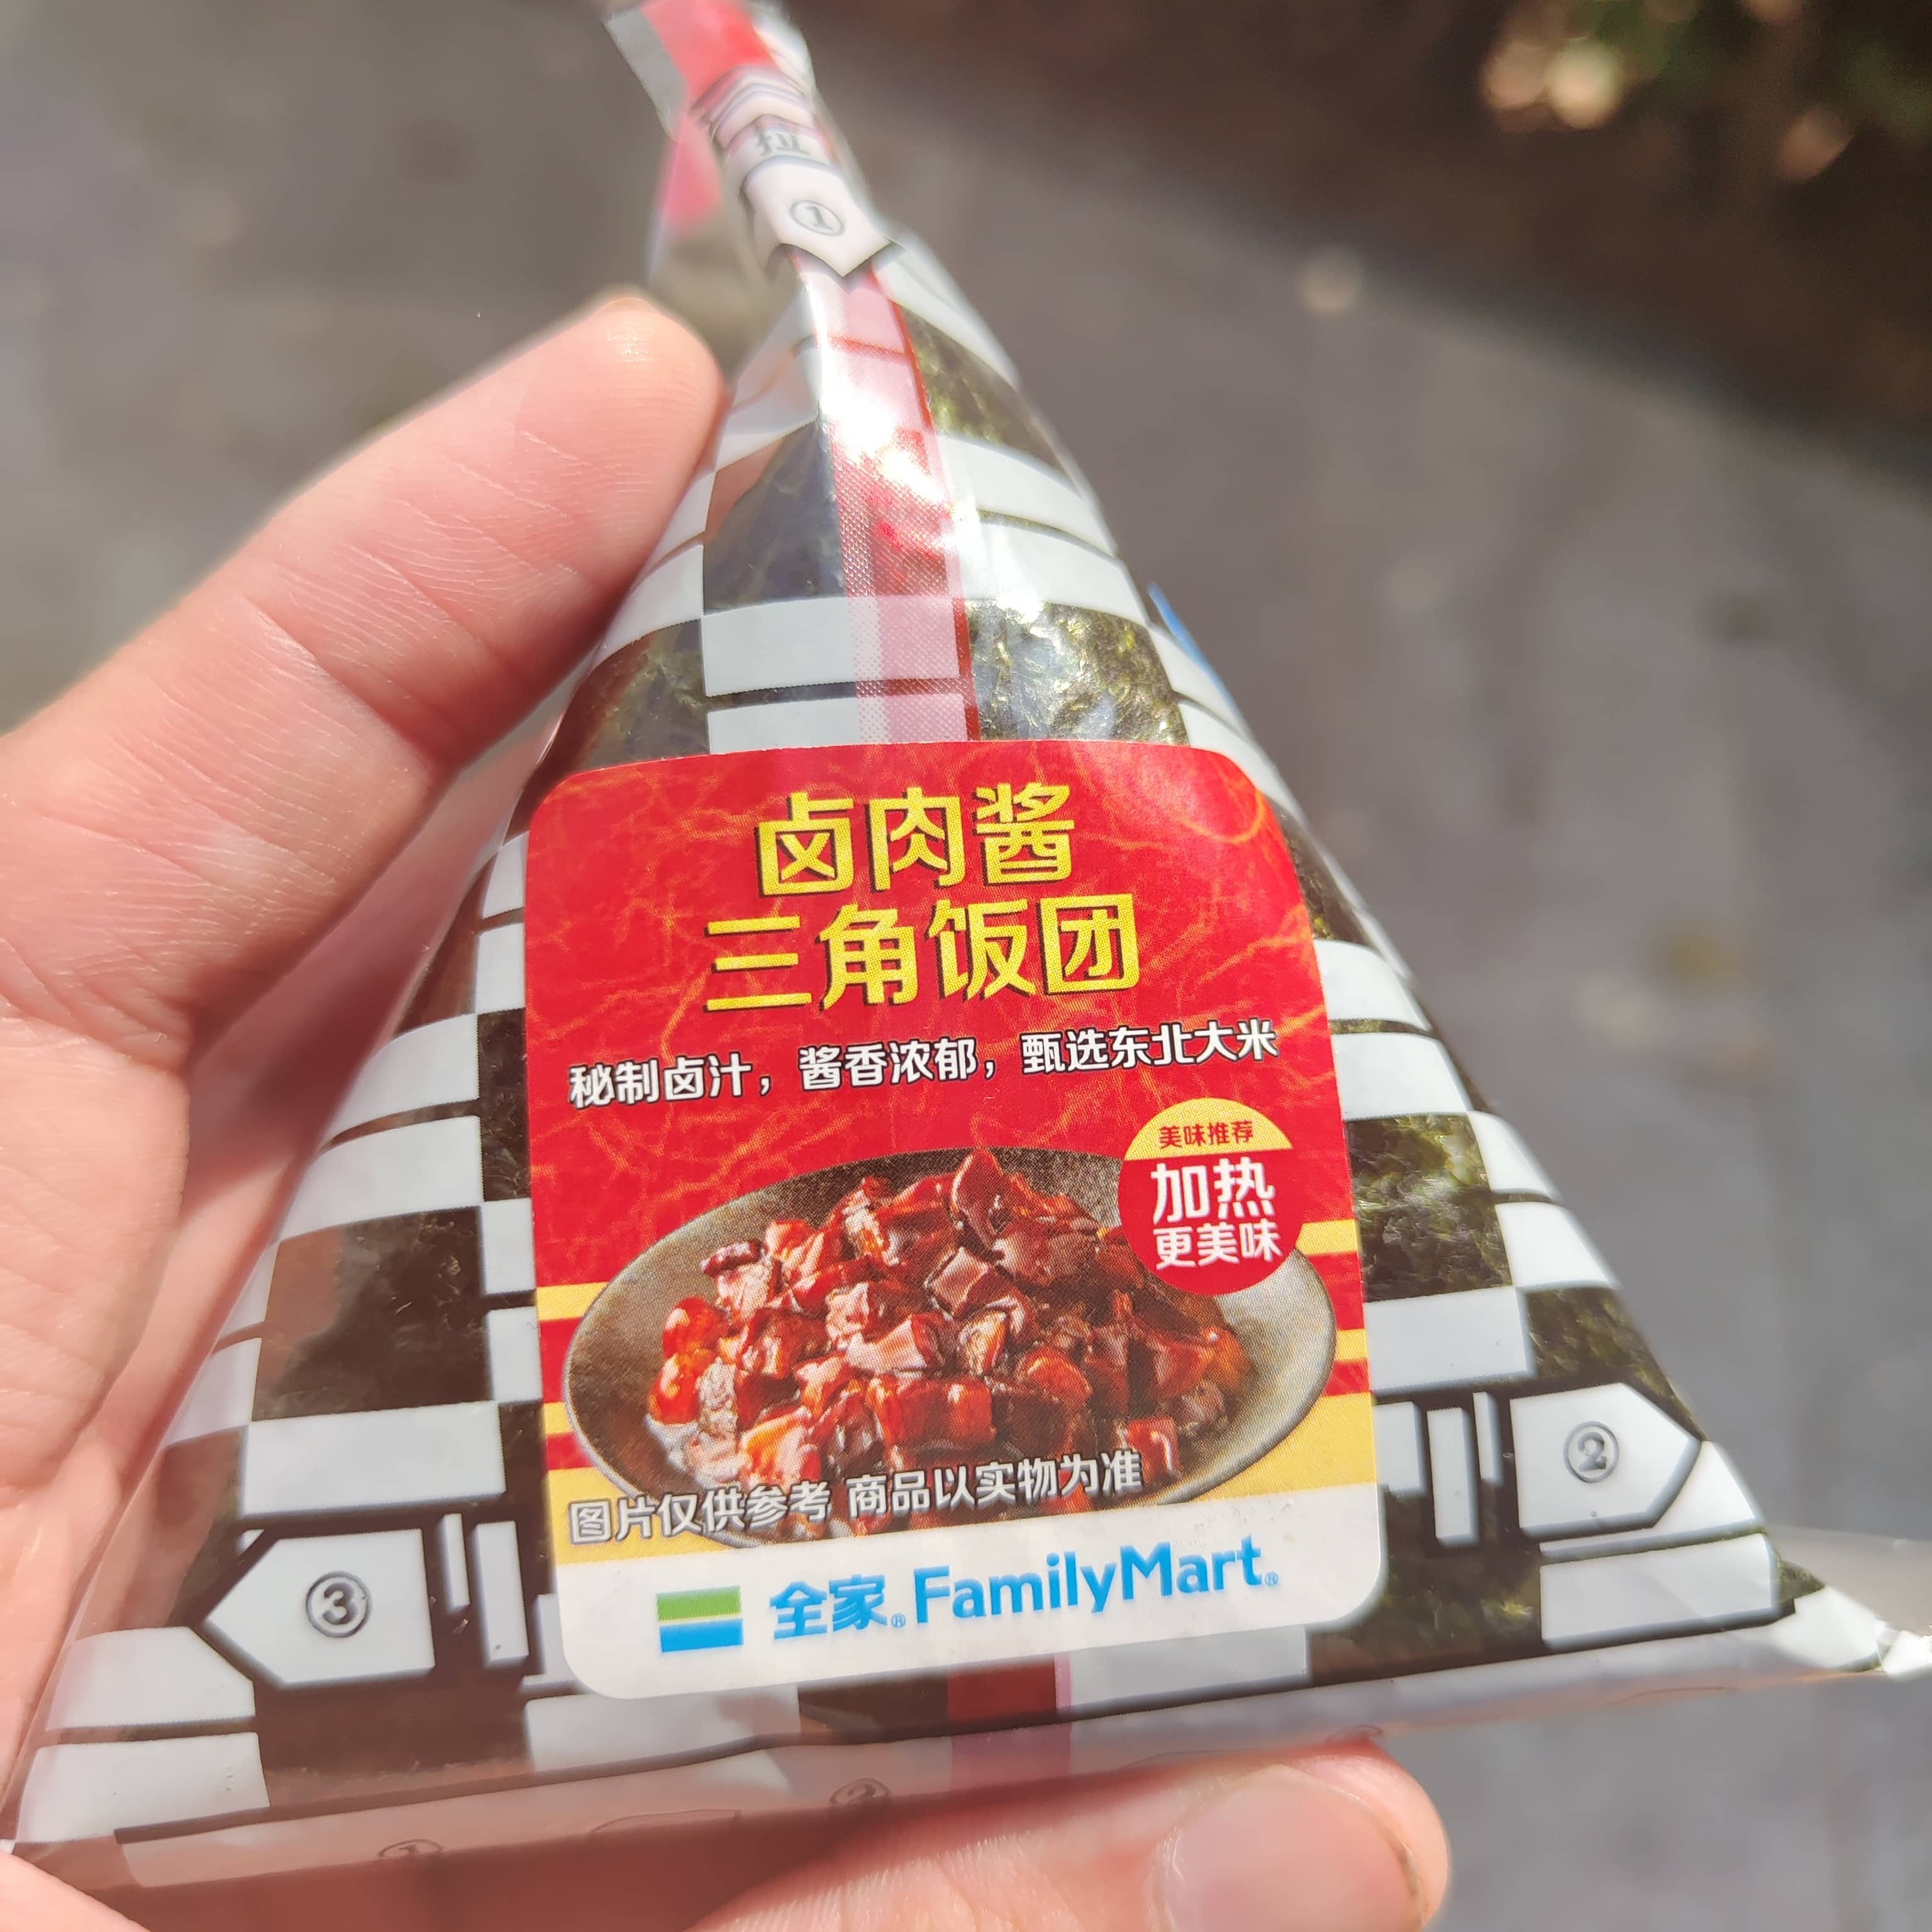 拉
①
卤肉酱
三角饭团
秘制卤汁，酱香浓郁，甄选东北大米
美味推荐
加热
更美味
图片仅供参考 商品以实物为准
②
③
全家® FamilyMart®
②
①